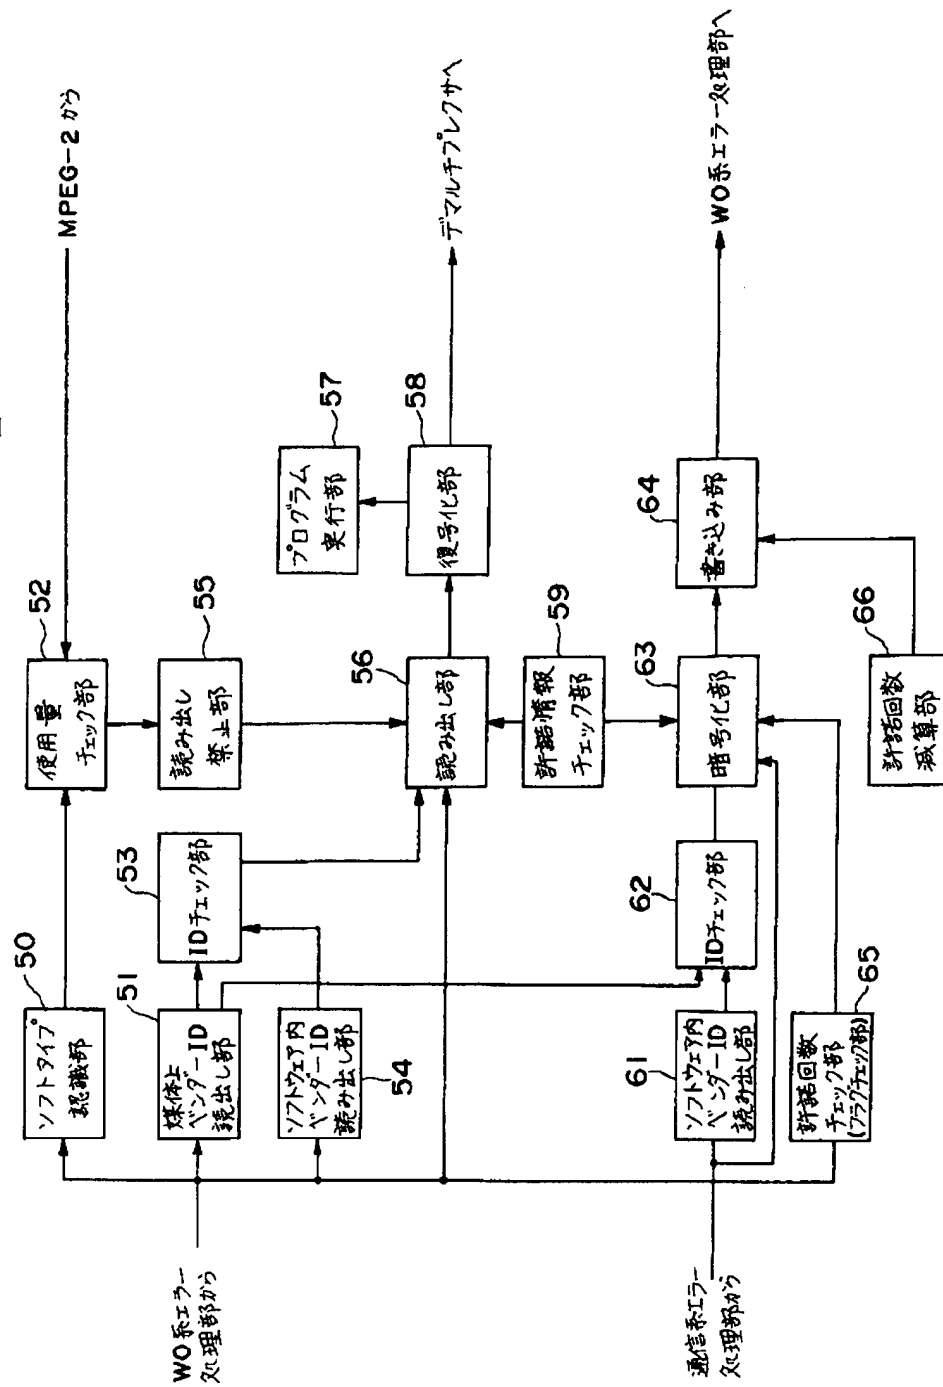 MPEG-2 から
52
使用量
チェック部
50
ソフトタイプ
認識部
55
読み出し
禁止部
53
IDチェック部
51
媒体上
ベンダーID
読出し部
ソフトウェア内
ベンダーID
読み出し部
54
WO系エラー
処理部から
57
プログラム
実行部
58
復号化部
デマルチプレクサへ
56
読み出し部
59
許諾情報
チェック部
61
ソフトウェア内
ベンダーID
読み出し部
62
IDチェック部
63
暗号化部
64
書き込み部
WO系エラー処理部へ
通信系エラー
処理部から
65
許諾回数
チェック部
(フラグチェック部)
66
許諾回数
減算部